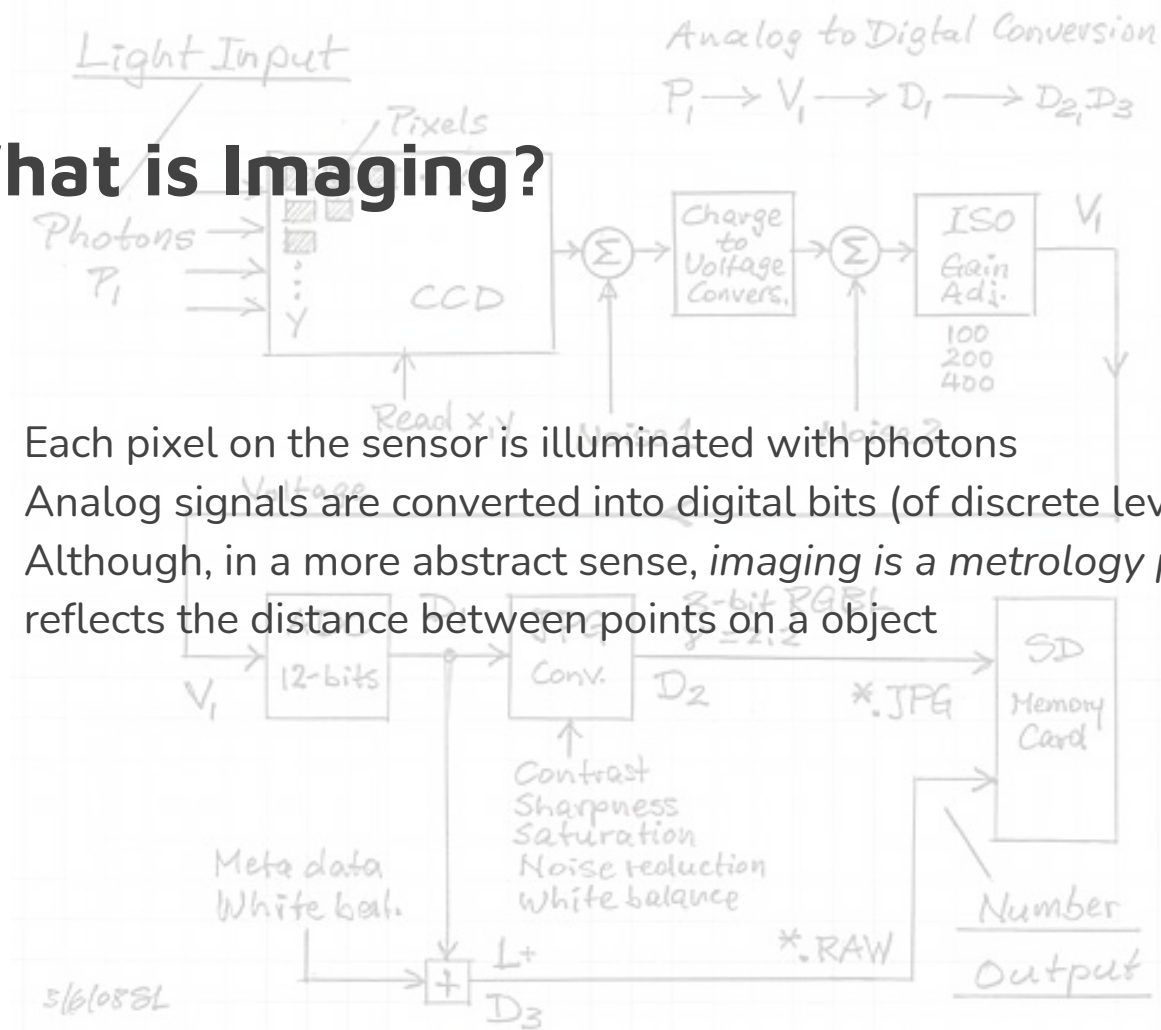 Light Input
Analog to Digital Conversion
P₁ → V₁ → D₁ → D₂, D₃
Pixels
hat is Imaging?
Photons
P₁
Y
CCD
Σ
Charge
to
Voltage
Convers.
Σ
ISO
Gain
Adj.
100
200
400
V₁
Read x, y
Each pixel on the sensor is illuminated with photons
Voltage
Analog signals are converted into digital bits (of discrete lev
Although, in a more abstract sense, imaging is a metrology
reflects the distance between points on a object
V₁
12-bits
Conv.
8-bit
D₂
*.JPG
SD
Memory
Card
Contrast
Sharpness
Saturation
Noise reduction
White balance
Meta data
White bal.
+
L+
D₃
*.RAW
Number
Output